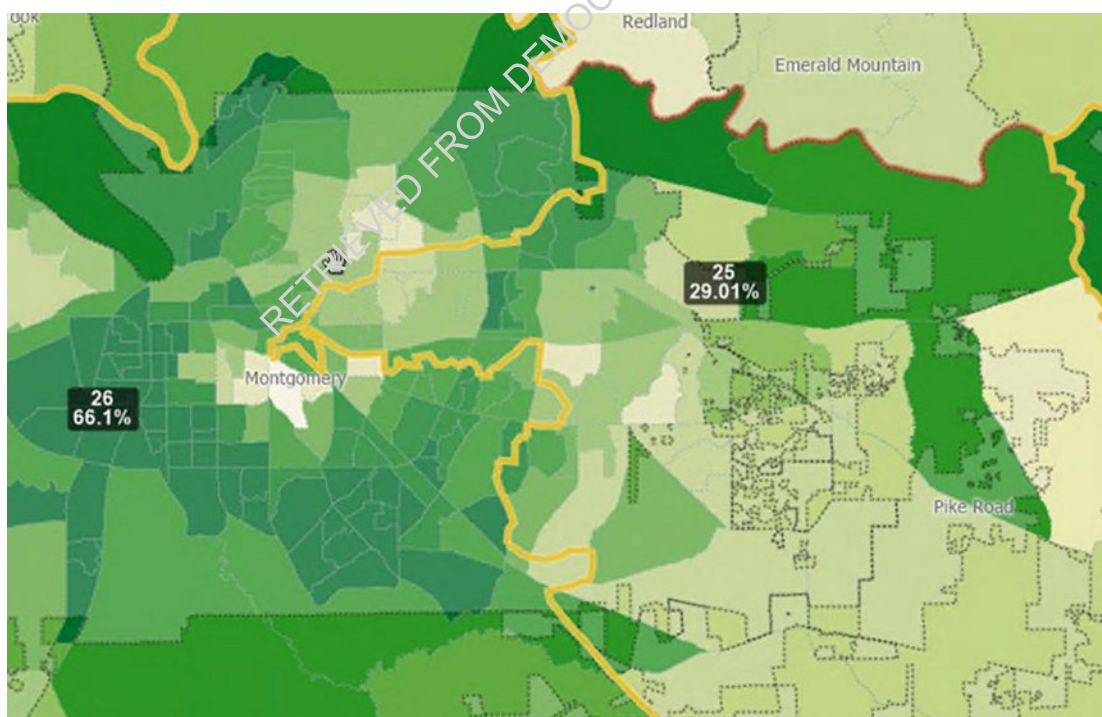 ook
Redland
Emerald Mountain
RETRIEVED FROM DEMOC
25
29.01%
Montgomery
26
66.1%
Pike Road